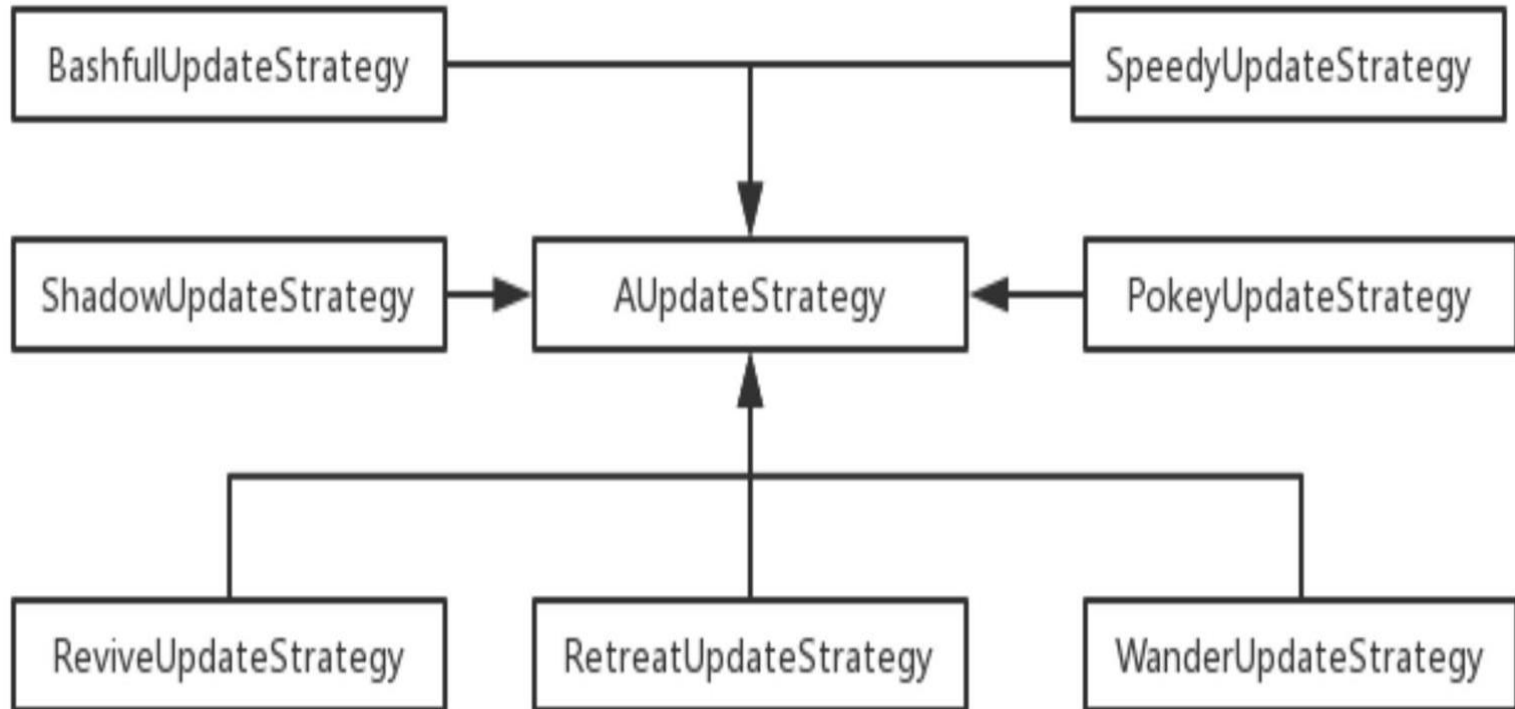 BashfulUpdateStrategy
SpeedyUpdateStrategy
ShadowUpdateStrategy
AUpdateStrategy
PokeyUpdateStrategy
ReviveUpdateStrategy
RetreatUpdateStrategy
WanderUpdateStrategy